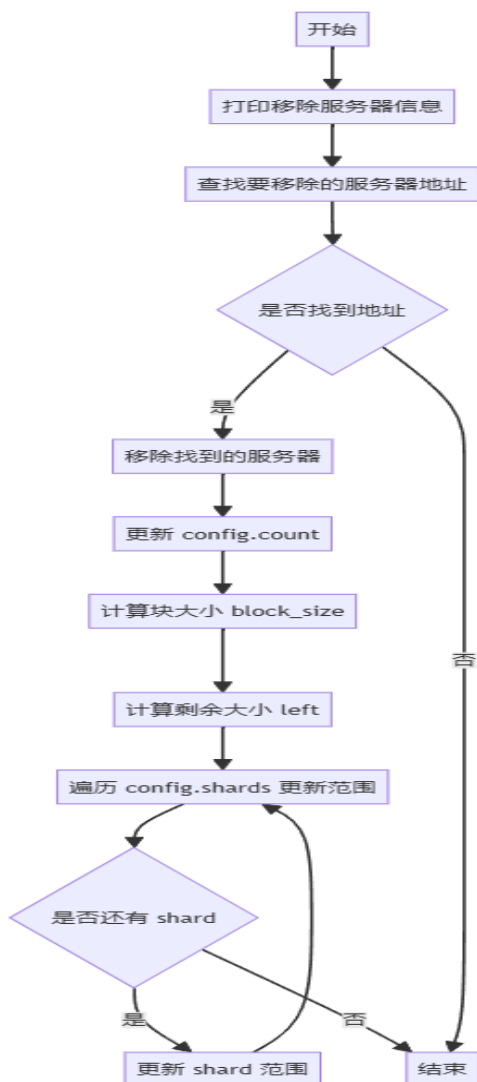 开始
打印移除服务器信息
查找要移除的服务器地址
是否找到地址
是
移除找到的服务器
更新 config.count
计算块大小 block_size
否
计算剩余大小 left
遍历 config.shards 更新范围
是否还有 shard
是
否
更新 shard 范围
结束